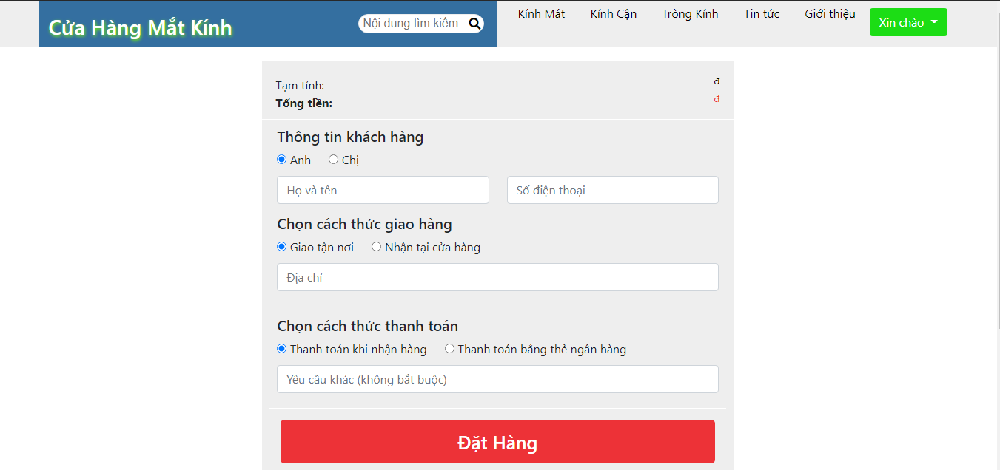 Cửa Hàng Mắt Kính
Nội dung tìm kiếm
Kính Mát Kính Cận Tròng Kính Tin tức Giới thiệu
Xin chào
Tạm tính: đ
Tổng tiền: đ
Thông tin khách hàng
Anh Chị
Họ và tên Số điện thoại
Chọn cách thức giao hàng
Giao tận nơi Nhận tại cửa hàng
Địa chỉ
Chọn cách thức thanh toán
Thanh toán khi nhận hàng Thanh toán bằng thẻ ngân hàng
Yêu cầu khác (không bắt buộc)
Đặt Hàng